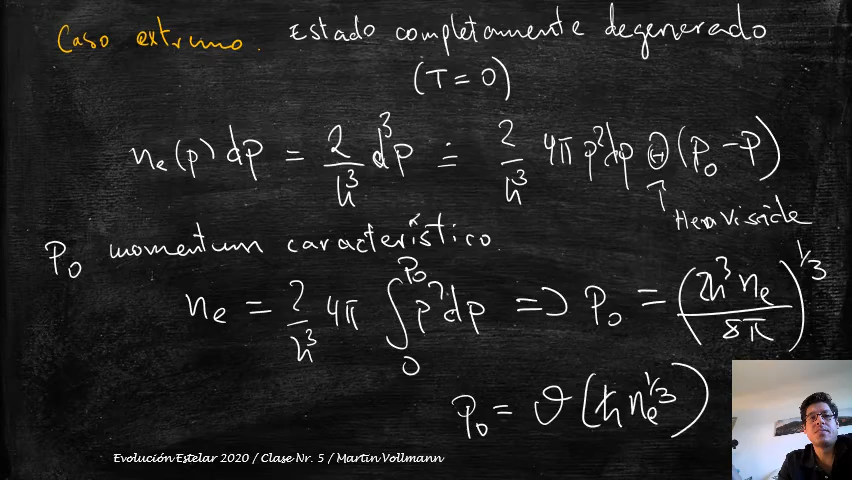 Caso extremo. Estado completamente degenerado
(T = 0)
nₑ(p) dp = 2/h³ d³p = 2/h³ 4π p² dp Θ(P₀ − P)
↑
Heaviside
P₀ momentum característico.
nₑ = 2/h³ 4π ∫₀^P₀ p² dp => P₀ = (3h³ nₑ / 8π)^1/3
P₀ = O(ħ nₑ^1/3)
Evolución Estelar 2020 / Clase Nr. 5 / Martin Vollmann